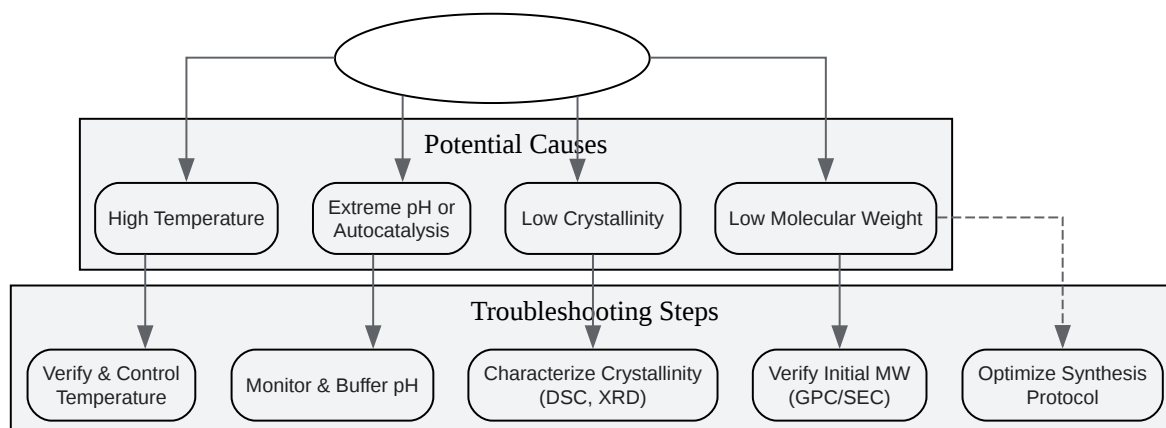 Potential Causes
High Temperature
Extreme pH or
Autocatalysis
Low Crystallinity
Low Molecular Weight
Troubleshooting Steps
Verify & Control
Temperature
Monitor & Buffer pH
Characterize Crystallinity
(DSC, XRD)
Verify Initial MW
(GPC/SEC)
Optimize Synthesis
Protocol